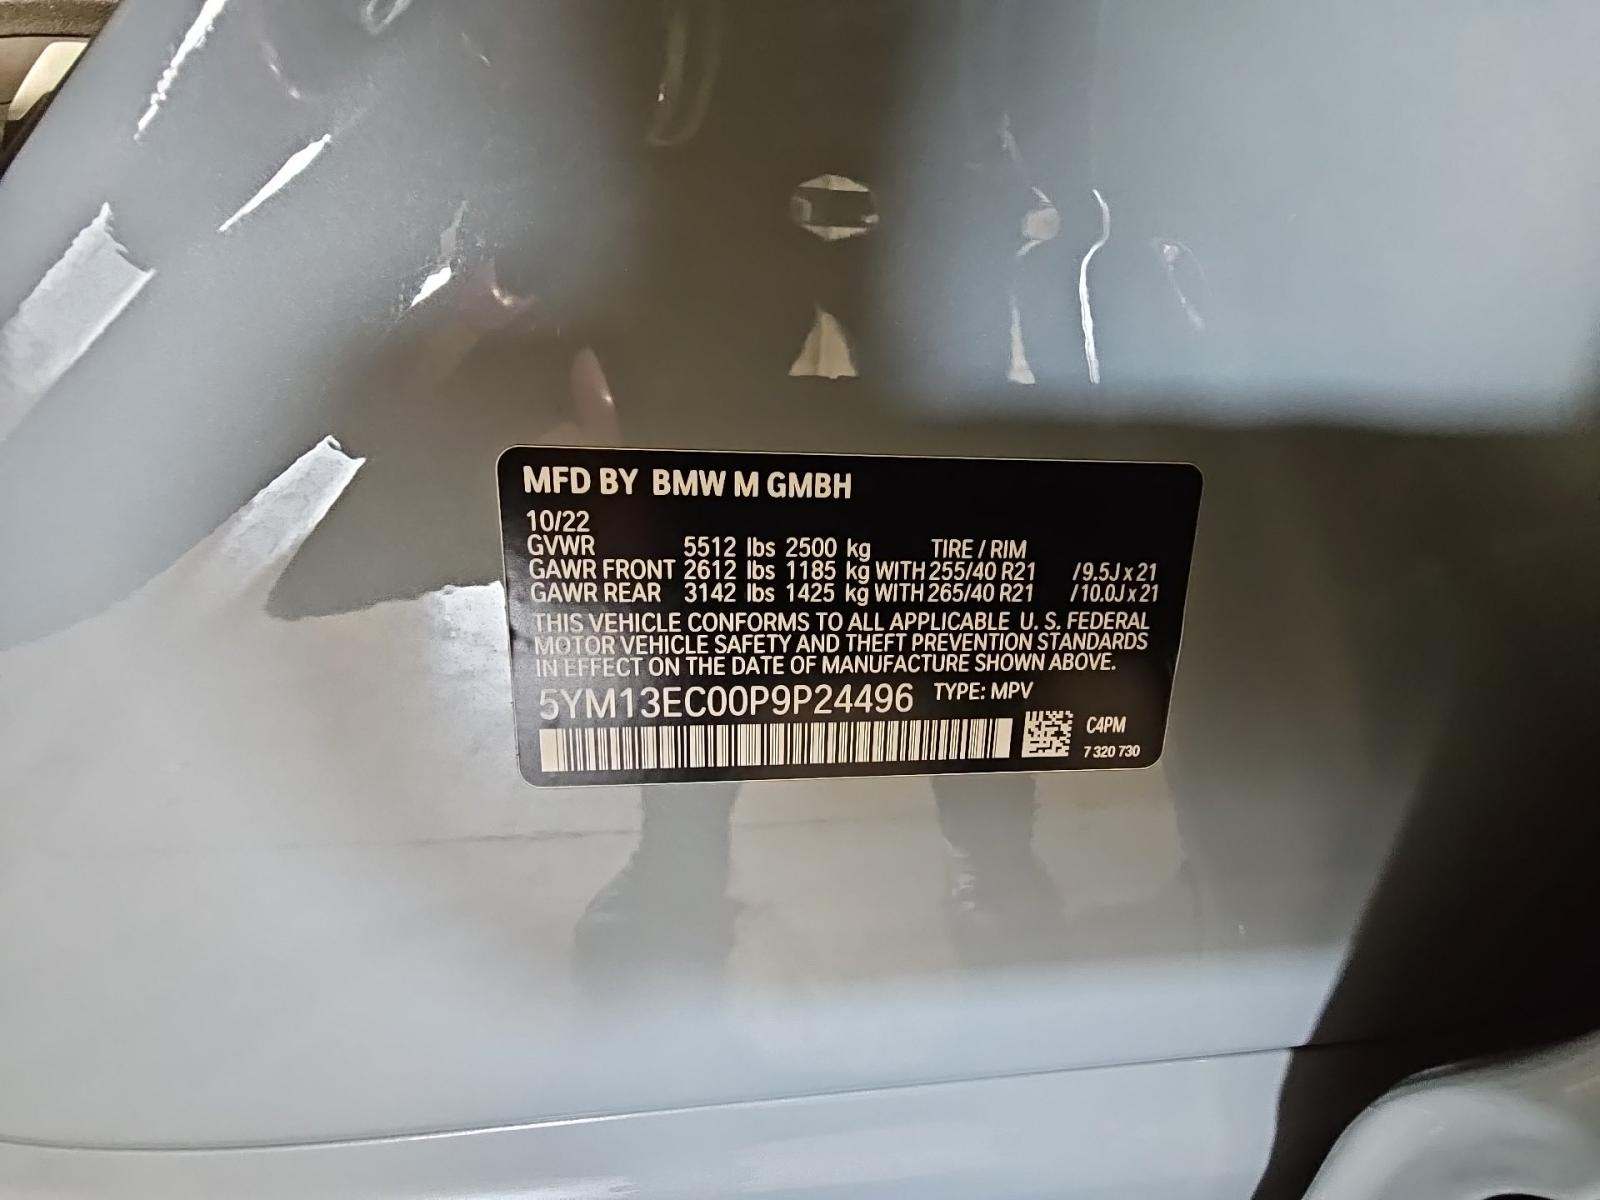 MFD BY BMW M GMBH
10/22
GVWR 5512 lbs 2500 kg TIRE / RIM
GAWR FRONT 2612 lbs 1185 kg WITH 255/40 R21 /9.5J x 21
GAWR REAR 3142 lbs 1425 kg WITH 265/40 R21 /10.0J x 21
THIS VEHICLE CONFORMS TO ALL APPLICABLE U. S. FEDERAL
MOTOR VEHICLE SAFETY AND THEFT PREVENTION STANDARDS
IN EFFECT ON THE DATE OF MANUFACTURE SHOWN ABOVE.
5YM13EC00P9P24496 TYPE: MPV
C4PM
7 320 730